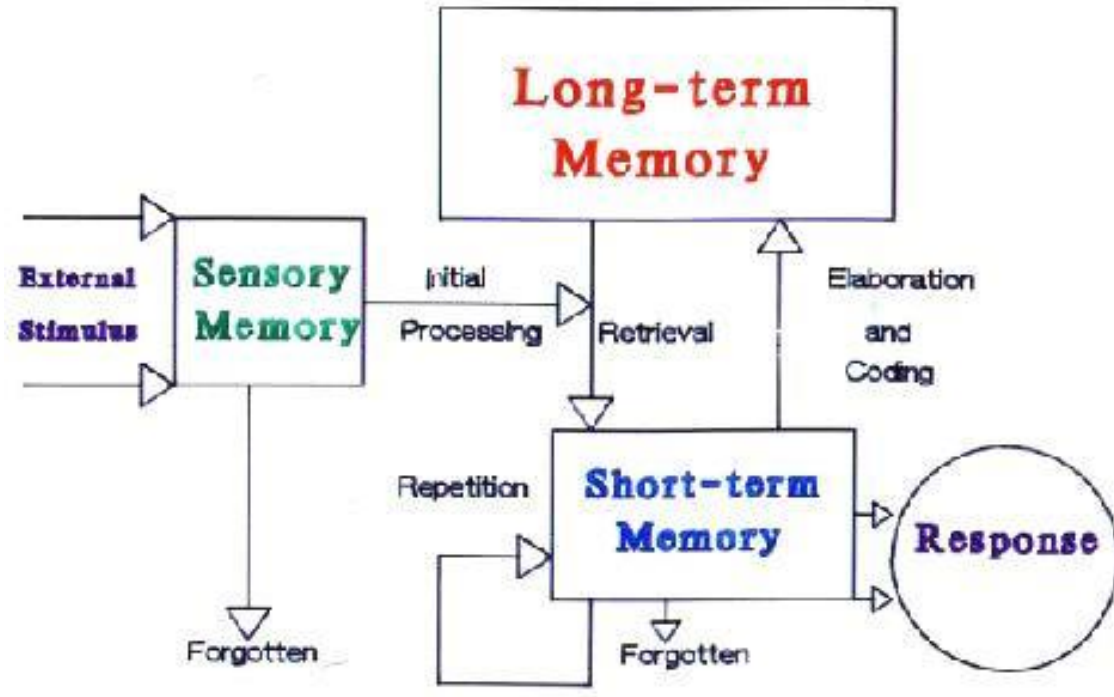 Long-term
Memory
External
Stimulus
Sensory
Memory
Initial
Processing
Retrieval
Elaboration
and
Coding
Repetition
Short-term
Memory
Response
Forgotten
Forgotten